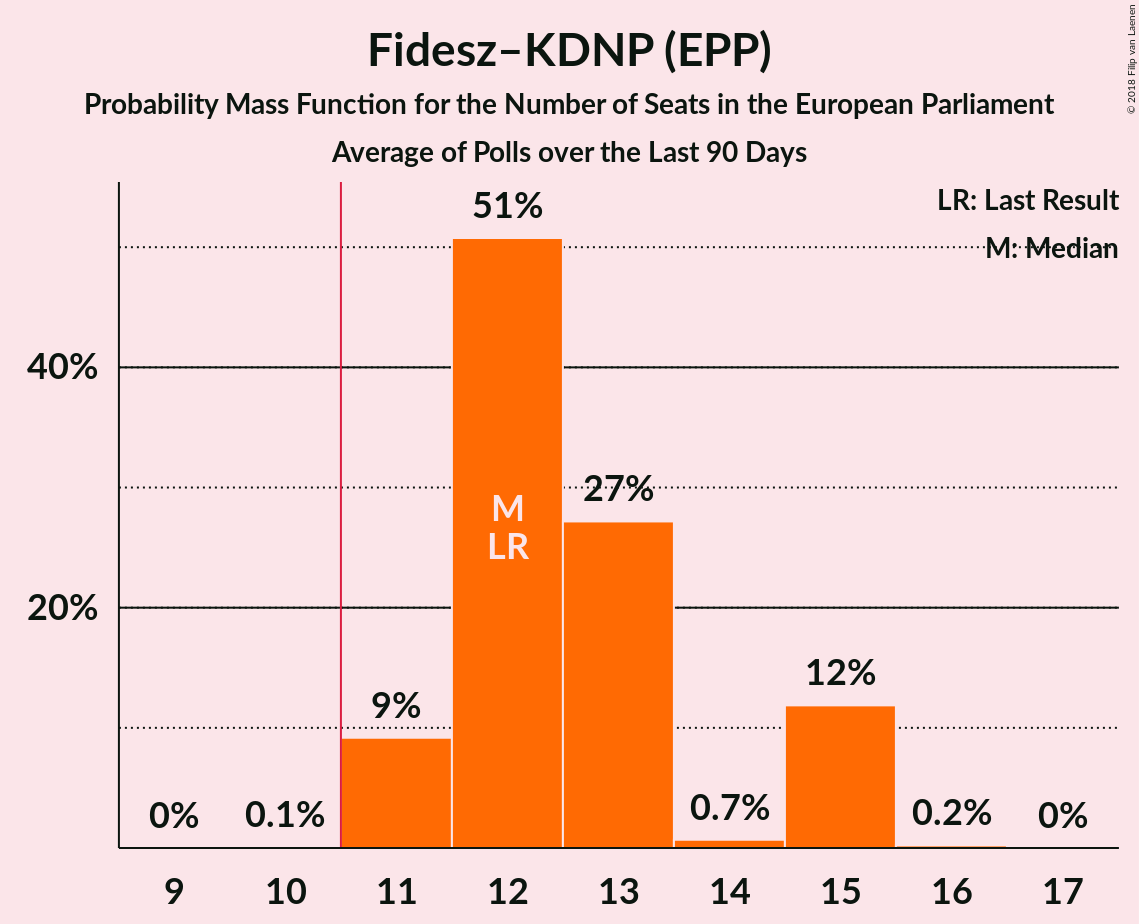 Fidesz–KDNP (EPP)
Probability Mass Function for the Number of Seats in the European Parliament
Average of Polls over the Last 90 Days
© 2018 Filip van Laenen
LR: Last Result
M: Median
51%
40%
27%
M
LR
20%
12%
9%
0%
0.1%
0.7%
0.2%
0%
9 10 11 12 13 14 15 16 17